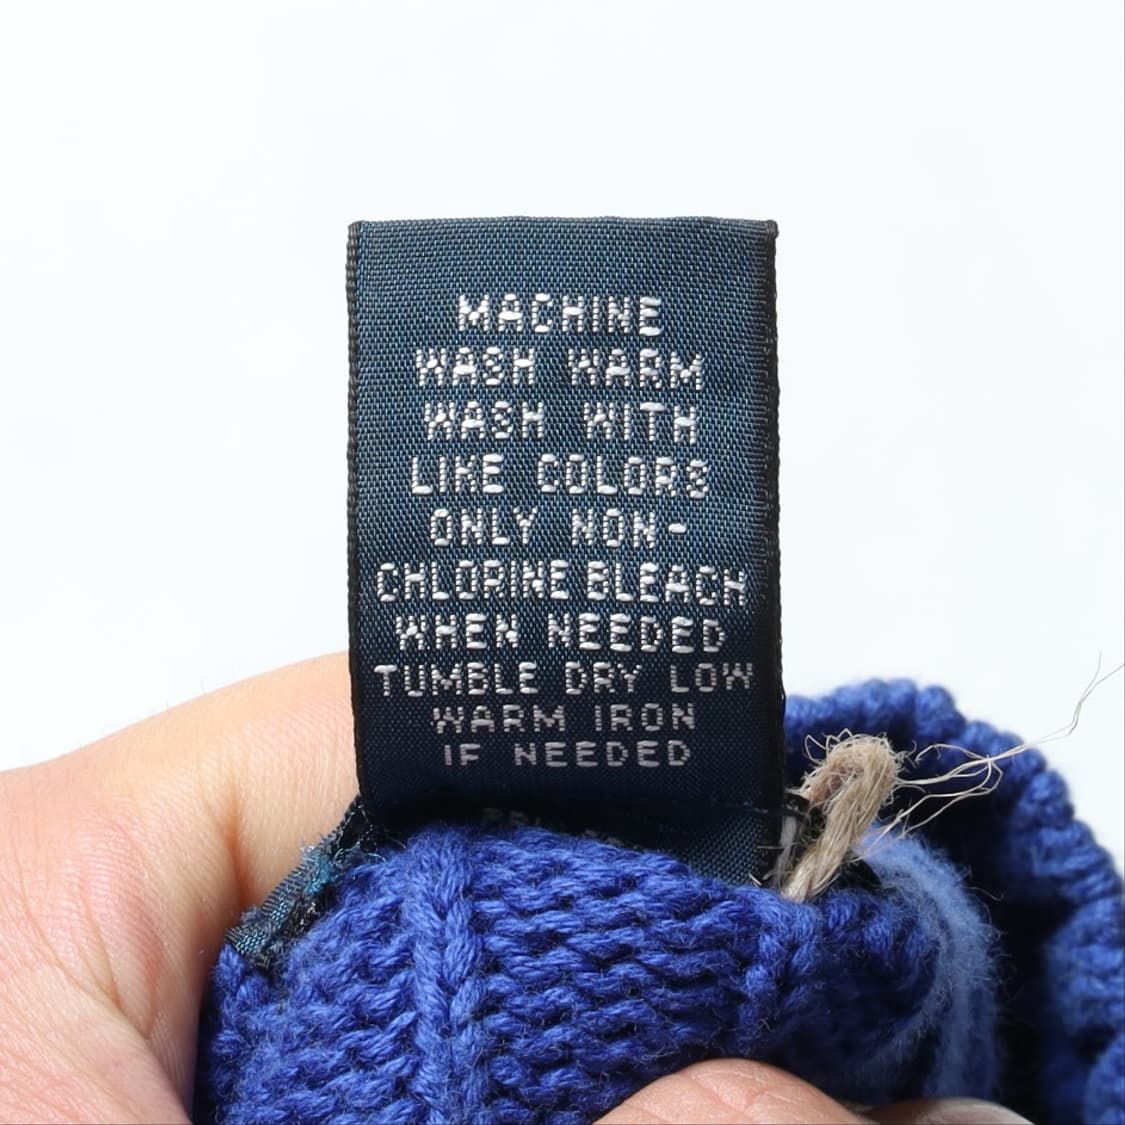 MACHINE
WASH WARM
WASH WITH
LIKE COLORS
ONLY NON-
CHLORINE BLEACH
WHEN NEEDED
TUMBLE DRY LOW
WARM IRON
IF NEEDED